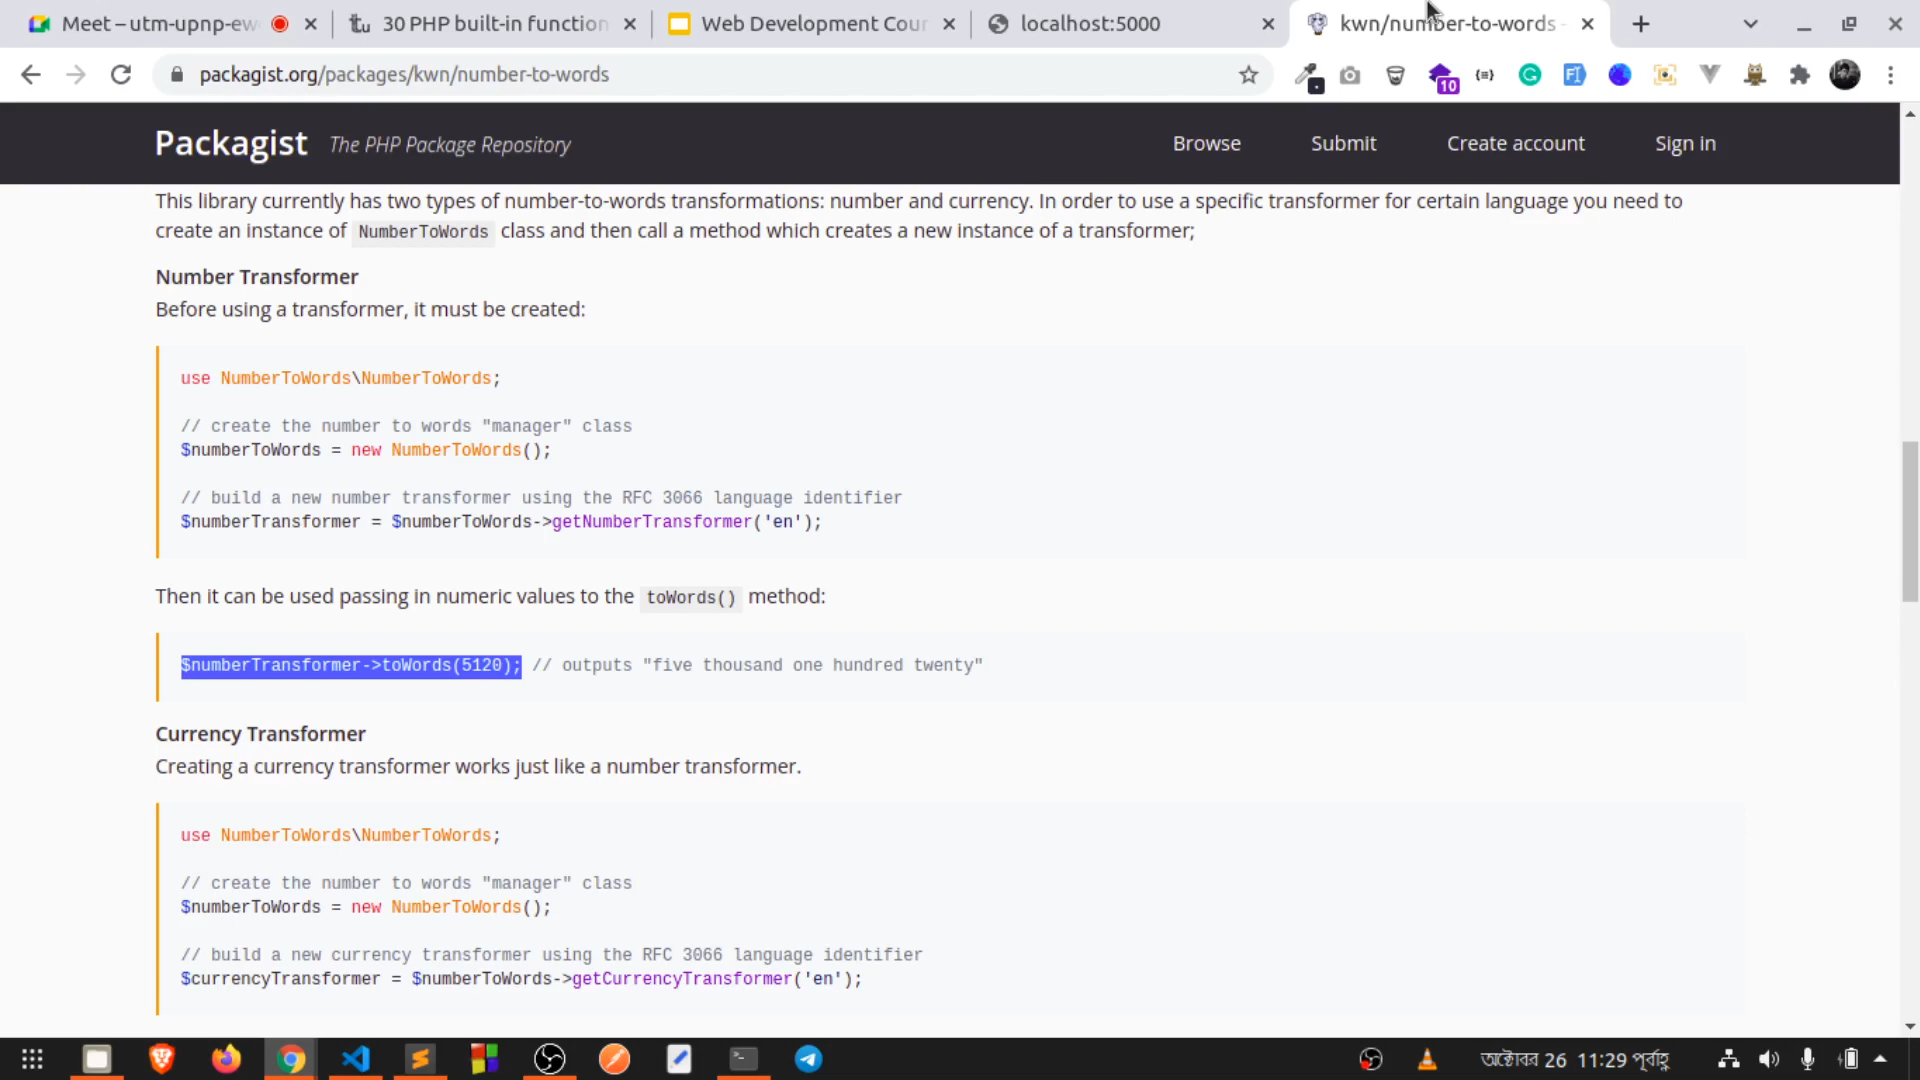 Meet – utm-upnp-ew
30 PHP built-in function
Web Development Cour
localhost:5000
kwn/number-to-words -
packagist.org/packages/kwn/number-to-words
10
Packagist The PHP Package Repository
Browse
Submit
Create account
Sign in
This library currently has two types of number-to-words transformations: number and currency. In order to use a specific transformer for certain language you need to
create an instance of NumberToWords class and then call a method which creates a new instance of a transformer;
Number Transformer
Before using a transformer, it must be created:
use NumberToWords\NumberToWords;
// create the number to words "manager" class
$numberToWords = new NumberToWords();
// build a new number transformer using the RFC 3066 language identifier
$numberTransformer = $numberToWords->getNumberTransformer('en');
Then it can be used passing in numeric values to the toWords() method:
$numberTransformer->toWords(5120); // outputs "five thousand one hundred twenty"
Currency Transformer
Creating a currency transformer works just like a number transformer.
use NumberToWords\NumberToWords;
// create the number to words "manager" class
$numberToWords = new NumberToWords();
// build a new currency transformer using the RFC 3066 language identifier
$currencyTransformer = $numberToWords->getCurrencyTransformer('en');
অক্টোবর 26 11:29 পূর্বাহ্ণ